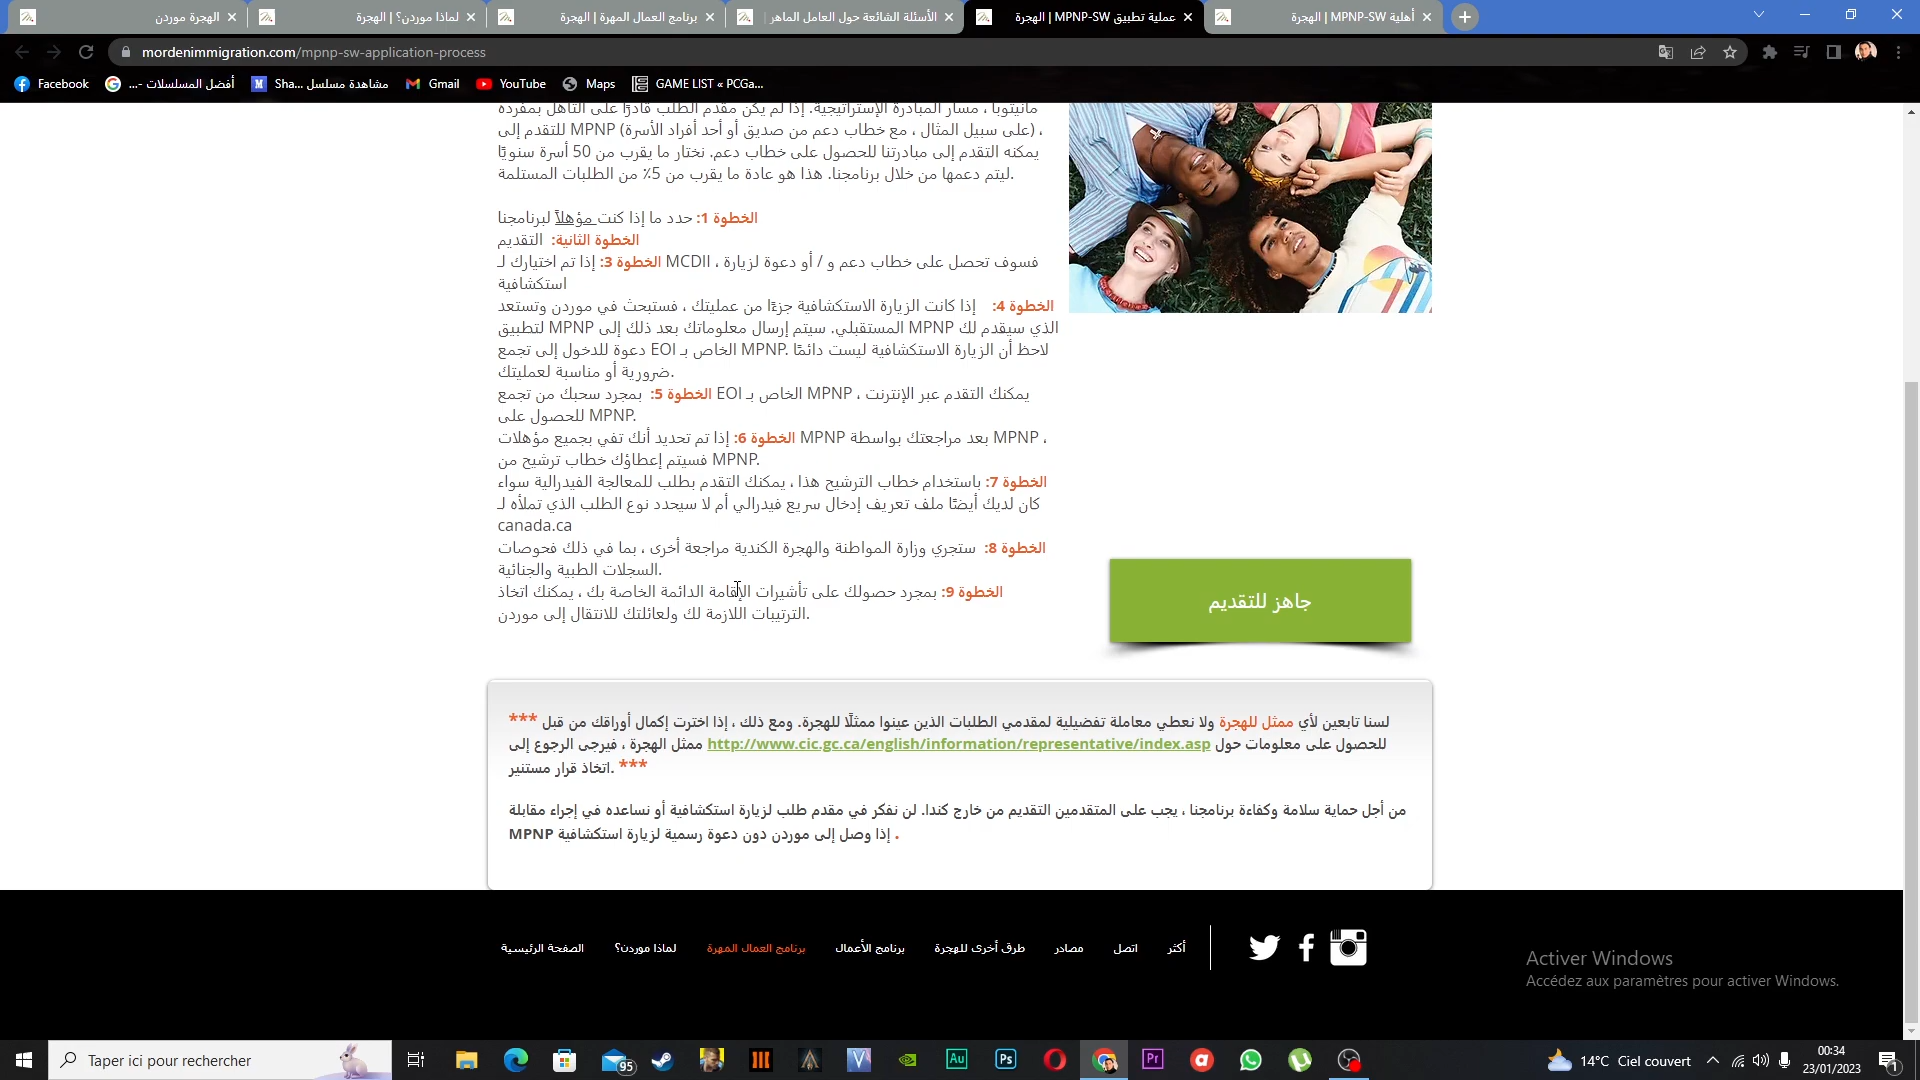 الهجرة موردن
لماذا موردن؟ | الهجرة
برنامج العمال المهرة | الهجرة
الأسئلة الشائعة حول العامل الماهر |
عملية تطبيق MPNP-SW | الهجرة
أهلية MPNP-SW | الهجرة
mordenimmigration.com/mpnp-sw-application-process
Facebook
أفضل المسلسلات -...
مشاهدة مسلسل Sha...
Gmail
YouTube
Maps
GAME LIST « PCGa...
مانيتوبا ، مسار المبادرة الإستراتيجية. إذا لم يكن مقدم الطلب قادرًا على التأهل بمفرده
للتقدم إلى MPNP (على سبيل المثال ، مع خطاب دعم من صديق أو أحد أفراد الأسرة) ،
يمكنه التقدم إلى مبادرتنا للحصول على خطاب دعم. نختار ما يقرب من 50 أسرة سنويًا
ليتم دعمها من خلال برنامجنا. هذا هو عادة ما يقرب من 5٪ من الطلبات المستلمة.
الخطوة 1: حدد ما إذا كنت مؤهلاً لبرنامجنا
الخطوة الثانية: التقديم
الخطوة 3: إذا تم اختيارك لـ MCDII ، فسوف تحصل على خطاب دعم و / أو دعوة لزيارة
استكشافية
الخطوة 4: إذا كانت الزيارة الاستكشافية جزءًا من عمليتك ، فستبحث في موردن وتستعد
لتطبيق MPNP المستقبلي. سيتم إرسال معلوماتك بعد ذلك إلى MPNP الذي سيقدم لك
دعوة للدخول إلى تجمع EOI الخاص بـ MPNP. لاحظ أن الزيارة الاستكشافية ليست دائمًا
ضرورية أو مناسبة لعمليتك.
الخطوة 5: بمجرد سحبك من تجمع EOI الخاص بـ MPNP ، يمكنك التقدم عبر الإنترنت
للحصول على MPNP.
الخطوة 6: إذا تم تحديد أنك تفي بجميع مؤهلات MPNP بعد مراجعتك بواسطة MPNP ،
فسيتم إعطاؤك خطاب ترشيح من MPNP.
الخطوة 7: باستخدام خطاب الترشيح هذا ، يمكنك التقدم بطلب للمعالجة الفيدرالية سواء
كان لديك أيضًا ملف تعريف إدخال سريع فيدرالي أم لا سيحدد نوع الطلب الذي تملأه لـ
canada.ca
الخطوة 8: ستجري وزارة المواطنة والهجرة الكندية مراجعة أخرى ، بما في ذلك فحوصات
السجلات الطبية والجنائية.
الخطوة 9: بمجرد حصولك على تأشيرات الإقامة الدائمة الخاصة بك ، يمكنك اتخاذ
الترتيبات اللازمة لك ولعائلتك للانتقال إلى موردن.
جاهز للتقديم
*** لسنا تابعين لأي ممثل للهجرة ولا نعطي معاملة تفضيلية لمقدمي الطلبات الذين عينوا ممثلًا للهجرة. ومع ذلك ، إذا اخترت إكمال أوراقك من قبل
ممثل الهجرة ، فيرجى الرجوع إلى http://www.cic.gc.ca/english/information/representative/index.asp للحصول على معلومات حول
اتخاذ قرار مستنير. ***
من أجل حماية سلامة وكفاءة برنامجنا ، يجب على المتقدمين التقديم من خارج كندا. لن نفكر في مقدم طلب لزيارة استكشافية أو نساعده في إجراء مقابلة
MPNP إذا وصل إلى موردن دون دعوة رسمية لزيارة استكشافية .
الصفحة الرئيسية
لماذا موردن؟
برنامج العمال المهرة
برنامج الأعمال
طرق أخرى للهجرة
مصادر
اتصل
أكثر
Activer Windows
Accédez aux paramètres pour activer Windows.
Taper ici pour rechercher
95
Au
Ps
Pr
14°C Ciel couvert
00:34
23/01/2023
1